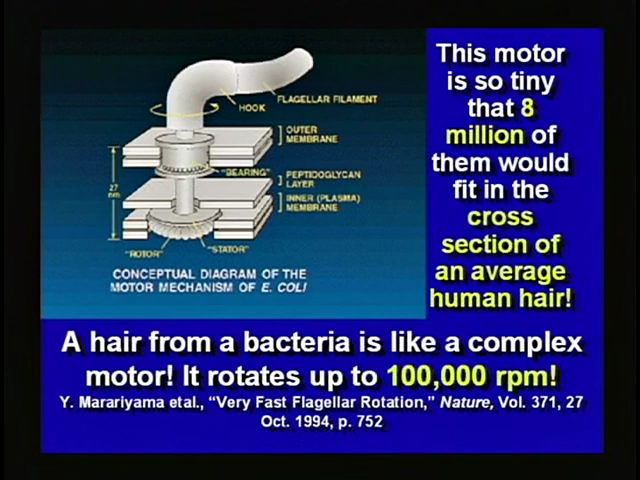 This motor
is so tiny
that 8
million of
them would
fit in the
cross
section of
an average
human hair!
HOOK
FLAGELLAR FILAMENT
OUTER
MEMBRANE
"BEARING"
PEPTIDOGLYCAN
LAYER
INNER (PLASMA)
MEMBRANE
27
nm
"ROTOR"
"STATOR"
CONCEPTUAL DIAGRAM OF THE
MOTOR MECHANISM OF E. COLI
A hair from a bacteria is like a complex
motor! It rotates up to 100,000 rpm!
Y. Marariyama etal., “Very Fast Flagellar Rotation,” Nature, Vol. 371, 27
Oct. 1994, p. 752